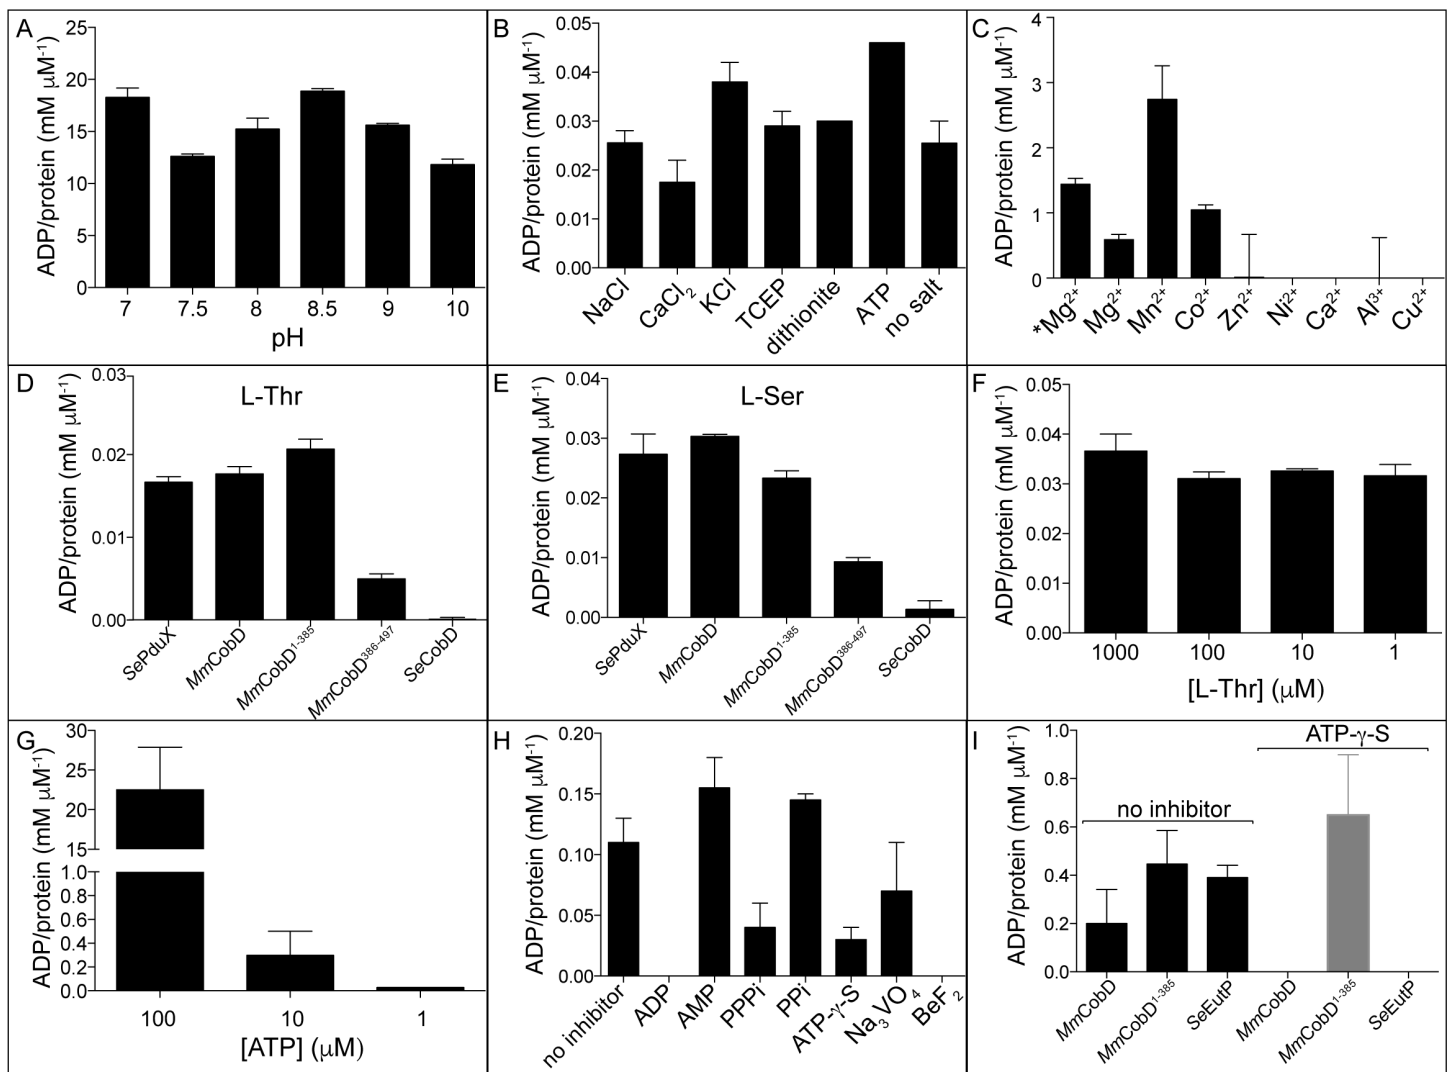 A
ADP/protein (mM μM⁻¹)
25
20
15
10
5
0
7 7.5 8 8.5 9 10
pH
B
ADP/protein (mM μM⁻¹)
0.05
0.04
0.03
0.02
0.01
0.00
NaCl CaCl₂ KCl TCEP dithionite ATP no salt
C
ADP/protein (mM μM⁻¹)
4
3
2
1
0
*Mg²⁺ Mg²⁺ Mn²⁺ Co²⁺ Zn²⁺ Ni²⁺ Ca²⁺ Al³⁺ Cu²⁺
D
L-Thr
ADP/protein (mM μM⁻¹)
0.03
0.02
0.01
0.00
SePduX MmCobD MmCobD¹⁻³⁸⁵ MmCobD³⁸⁶⁻⁴⁹⁷ SeCobD
E
L-Ser
ADP/protein (mM μM⁻¹)
0.04
0.03
0.02
0.01
0.00
SePduX MmCobD MmCobD¹⁻³⁸⁵ MmCobD³⁸⁶⁻⁴⁹⁷ SeCobD
F
ADP/protein (mM μM⁻¹)
0.05
0.04
0.03
0.02
0.01
0.00
1000 100 10 1
[L-Thr] (μM)
G
ADP/protein (mM μM⁻¹)
30
25
20
15
1.0
0.8
0.6
0.4
0.2
0.0
100 10 1
[ATP] (μM)
H
ADP/protein (mM μM⁻¹)
0.20
0.15
0.10
0.05
0.00
no inhibitor ADP AMP PPPi PPi ATP-γ-S Na₃VO₄ BeF₂
I
ATP-γ-S
no inhibitor
ADP/protein (mM μM⁻¹)
1.0
0.8
0.6
0.4
0.2
0.0
MmCobD MmCobD¹⁻³⁸⁵ SeEutP MmCobD MmCobD¹⁻³⁸⁵ SeEutP